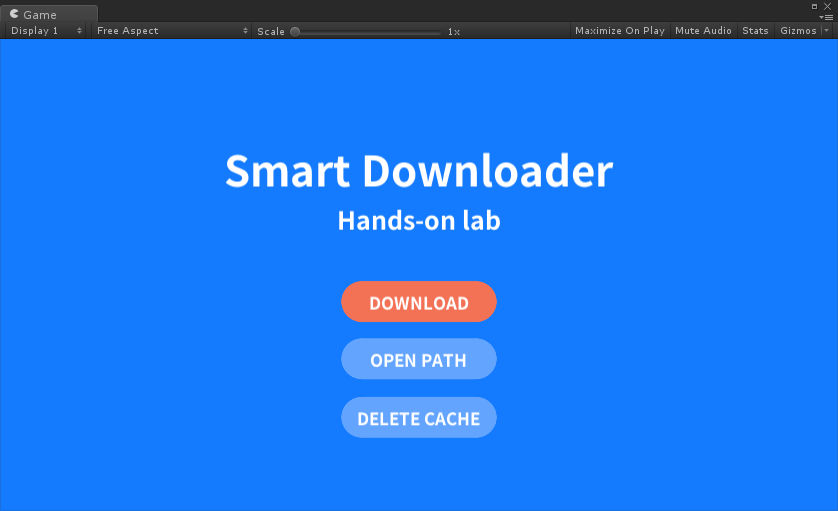 Game
Display 1 Free Aspect Scale 1x Maximize On Play Mute Audio Stats Gizmos
Smart Downloader
Hands-on lab
DOWNLOAD
OPEN PATH
DELETE CACHE